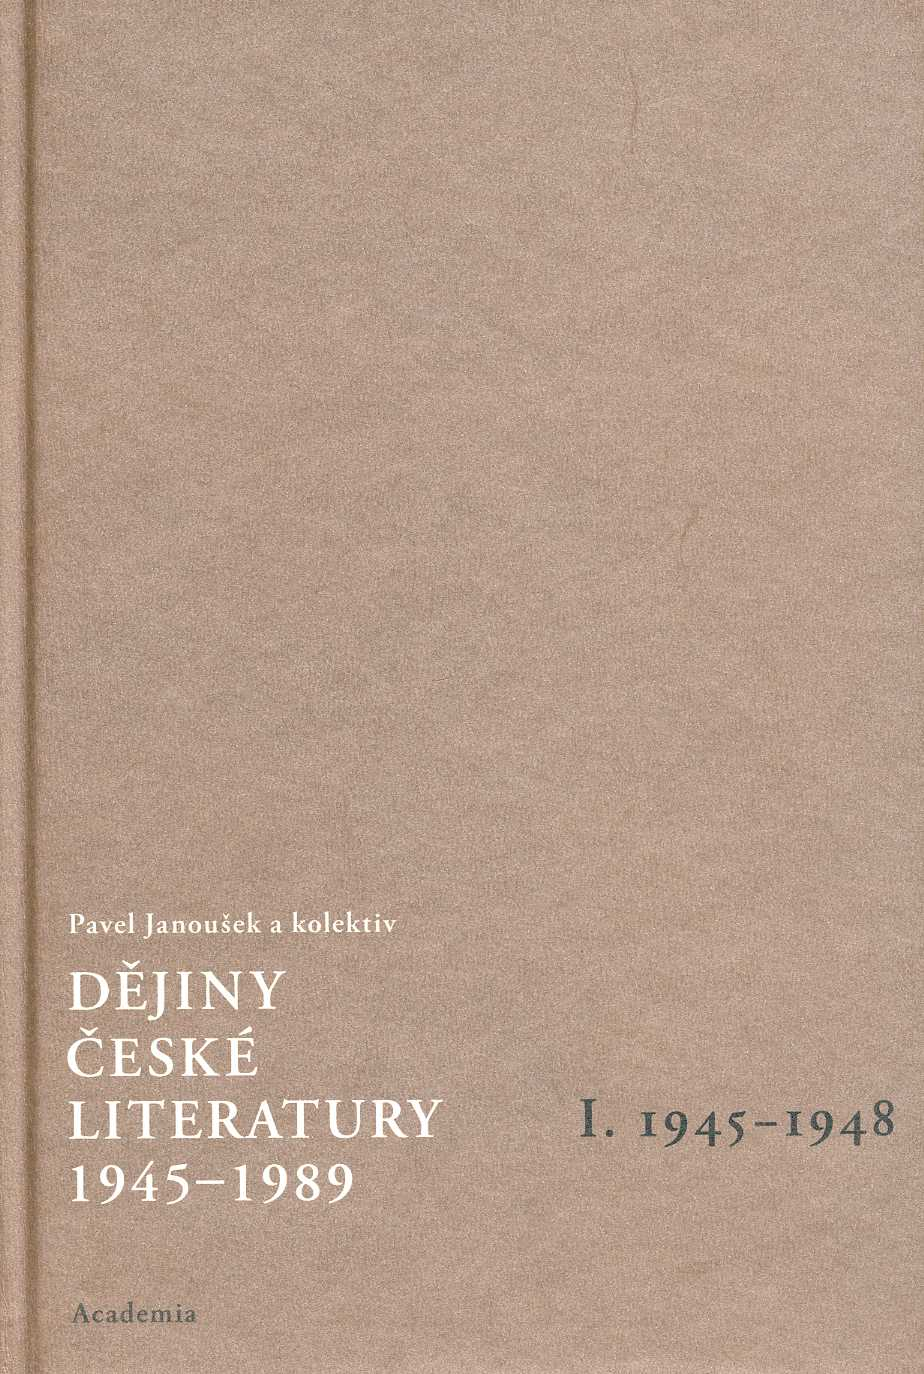 Pavel Janoušek a kolektiv
DĚJINY
ČESKÉ
LITERATURY
1945–1989
I. 1945–1948
Academia